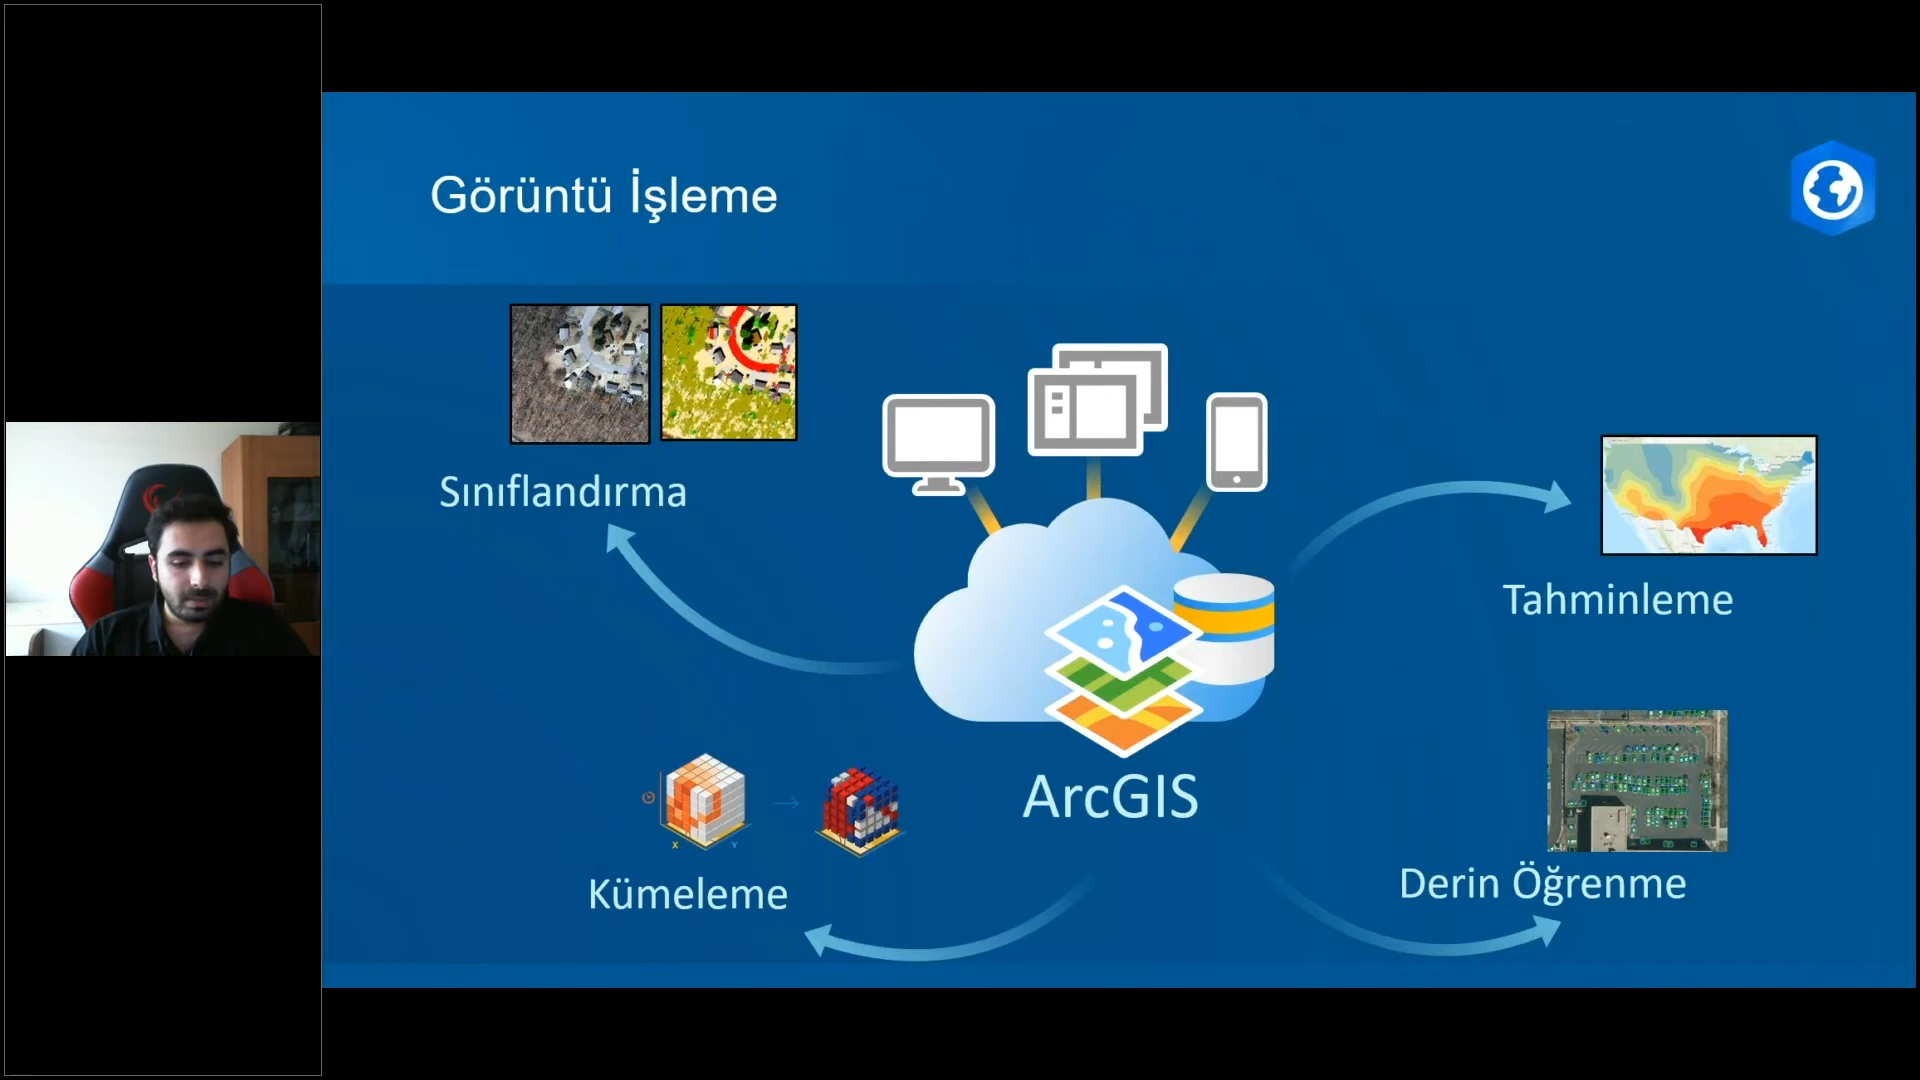 Görüntü İşleme
Sınıflandırma
Tahminleme
X
Y
ArcGIS
Kümeleme
Derin Öğrenme